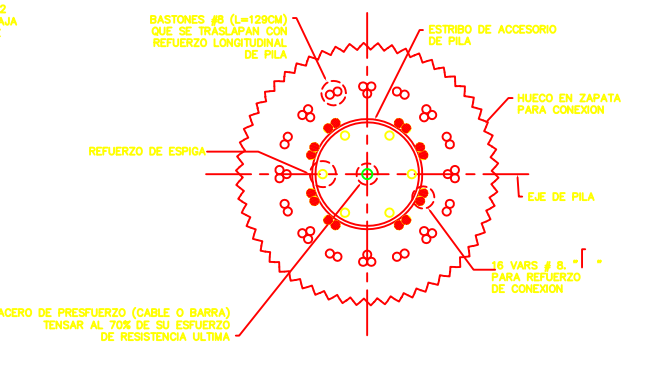 2
AJA
BASTONES #8 (L=129CM)
QUE SE TRASLAPAN CON
REFUERZO LONGITUDINAL
DE PILA
ESTRIBO DE ACCESORIO
DE PILA
HUECO EN ZAPATA
PARA CONEXION
REFUERZO DE ESPIGA
EJE DE PILA
16 VARS # 8, " "
PARA REFUERZO
DE CONEXION
ACERO DE PRESFUERZO (CABLE O BARRA)
TENSAR AL 70% DE SU ESFUERZO
DE RESISTENCIA ULTIMA